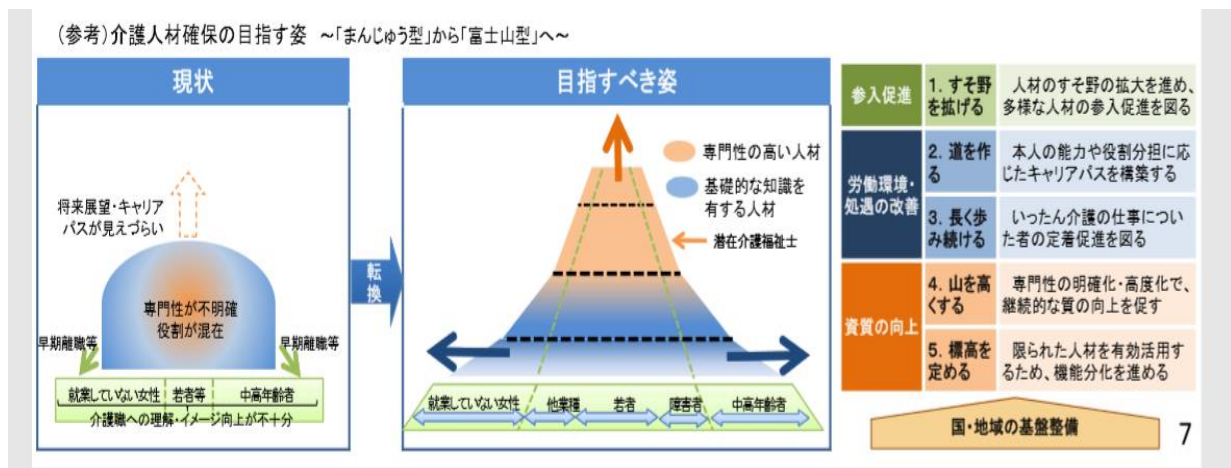 (参考)介護人材確保の目指す姿 ~「まんじゅう型」から「富士山型」へ~
現状
将来展望・キャリア
パスが見えづらい
専門性が不明確
役割が混在
早期離職等
早期離職等
就業していない女性
若者等
中高年齢者
介護職への理解・イメージ向上が不十分
転換
目指すべき姿
専門性の高い人材
基礎的な知識を
有する人材
潜在介護福祉士
就業していない女性
他業種
若者
障害者
中高年齢者
参入促進
1. すそ野
を拡げる
人材のすそ野の拡大を進め、
多様な人材の参入促進を図る
労働環境・
処遇の改善
2. 道を作
る
本人の能力や役割分担に応
じたキャリアパスを構築する
3. 長く歩
み続ける
いったん介護の仕事につい
た者の定着促進を図る
資質の向上
4. 山を高
くする
専門性の明確化・高度化で、
継続的な質の向上を促す
5. 標高を
定める
限られた人材を有効活用す
るため、機能分化を進める
国・地域の基盤整備
7